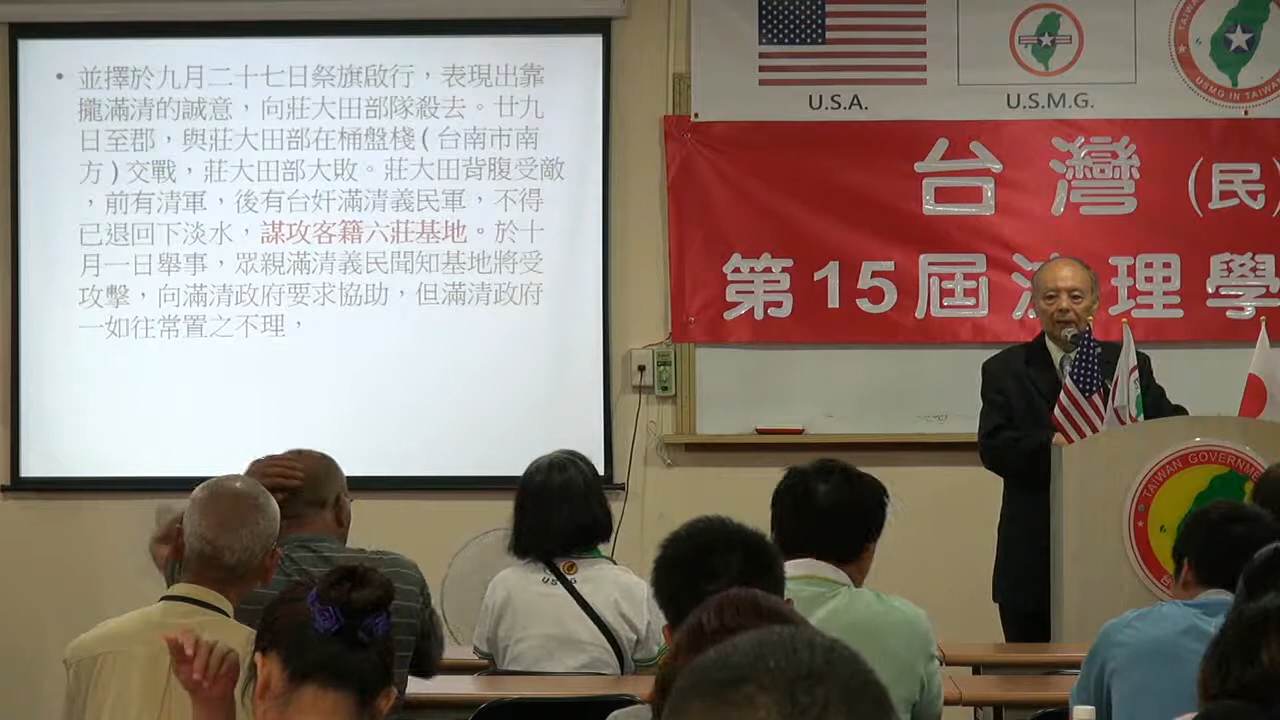 • 並擇於九月二十七日祭旗啟行，表現出靠
攏滿清的誠意，向莊大田部隊殺去。廿九
日至郡，與莊大田部在桶盤棧(台南市南
方)交戰，莊大田部大敗。莊大田背腹受敵
，前有清軍，後有台奸滿清義民軍，不得
已退回下淡水，謀攻客籍六莊基地。於十
月一日舉事，眾親滿清義民聞知基地將受
攻擊，向滿清政府要求協助，但滿清政府
一如往常置之不理，
U.S.A.
U.S.M.G.
USMG IN TAIWAN
台灣(民)
第15屆法理學
TAIWAN GOVERNME